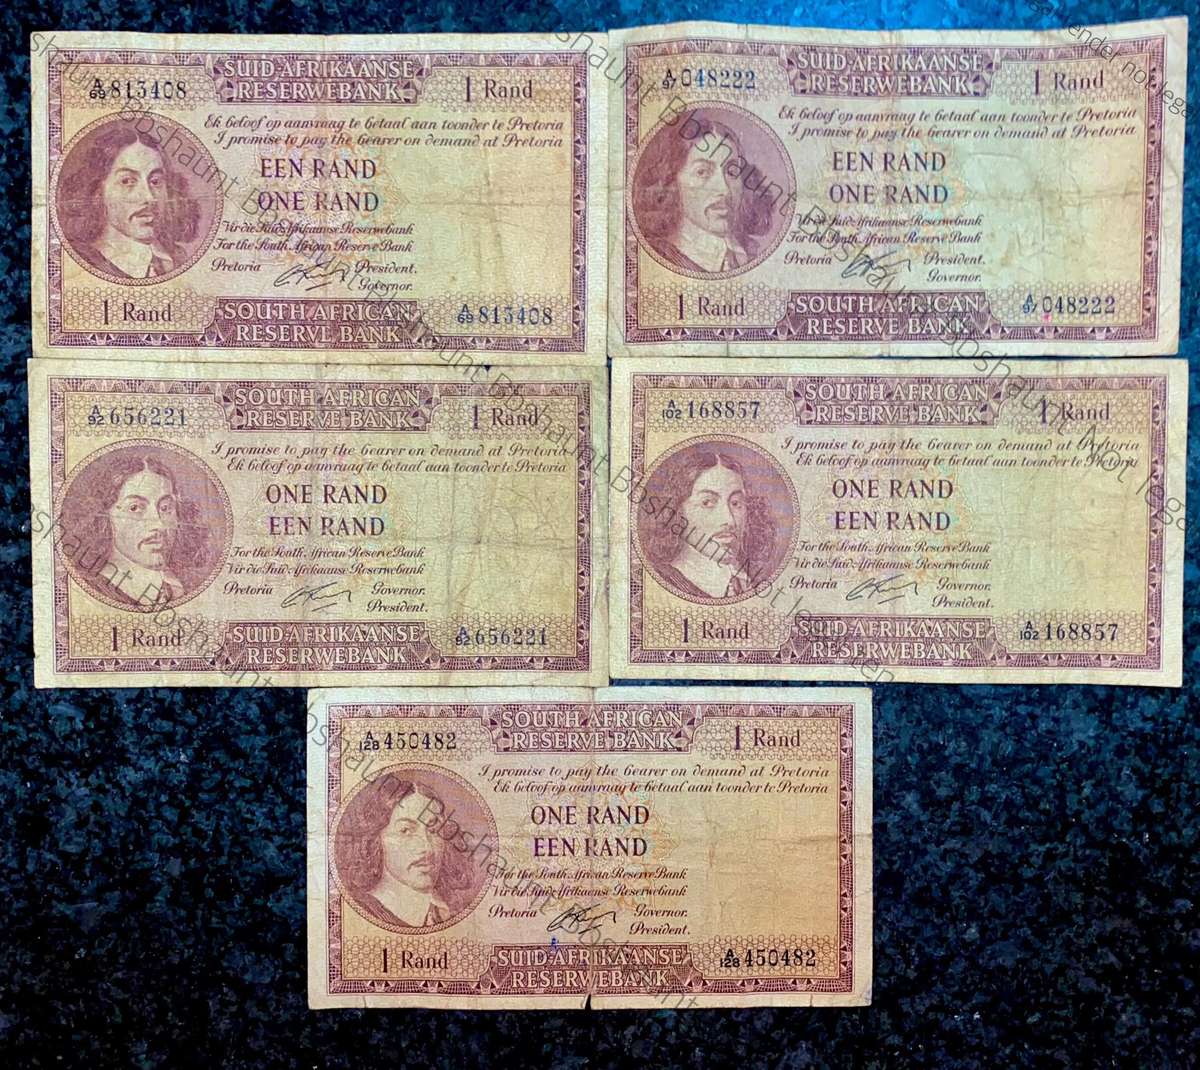 A/69 813408
SUID-AFRIKAANSE
RESERWEBANK
1 Rand
Ek beloof op aanvraag te betaal aan toonder te Pretoria
I promise to pay the bearer on demand at Pretoria
EEN RAND
ONE RAND
Vir die Suid-Afrikaanse Reserwebank
For the South African Reserve Bank
Pretoria President.
Governor.
1 Rand
SOUTH AFRICAN
RESERVE BANK
A/69 813408
A/97 048222
SUID-AFRIKAANSE
RESERWEBANK
1 Rand
Ek beloof op aanvraag te betaal aan toonder te Pretoria
I promise to pay the bearer on demand at Pretoria
EEN RAND
ONE RAND
Vir die Suid-Afrikaanse Reserwebank
For the South African Reserve Bank
Pretoria President.
Governor.
1 Rand
SOUTH AFRICAN
RESERVE BANK
A/97 048222
A/92 656221
SOUTH AFRICAN
RESERVE BANK
1 Rand
I promise to pay the bearer on demand at Pretoria
Ek beloof op aanvraag te betaal aan toonder te Pretoria
ONE RAND
EEN RAND
For the South African Reserve Bank
Vir die Suid-Afrikaanse Reserwebank
Pretoria Governor.
President.
1 Rand
SUID-AFRIKAANSE
RESERWEBANK
A/92 656221
A/102 168857
SOUTH AFRICAN
RESERVE BANK
1 Rand
I promise to pay the bearer on demand at Pretoria
Ek beloof op aanvraag te betaal aan toonder te Pretoria
ONE RAND
EEN RAND
For the South African Reserve Bank
Vir die Suid-Afrikaanse Reserwebank
Pretoria Governor.
President.
1 Rand
SUID-AFRIKAANSE
RESERWEBANK
A/102 168857
A/128 450482
SOUTH AFRICAN
RESERVE BANK
1 Rand
I promise to pay the bearer on demand at Pretoria
Ek beloof op aanvraag te betaal aan toonder te Pretoria
ONE RAND
EEN RAND
For the South African Reserve Bank
Vir die Suid-Afrikaanse Reserwebank
Pretoria Governor.
President.
1 Rand
SUID-AFRIKAANSE
RESERWEBANK
A/128 450482